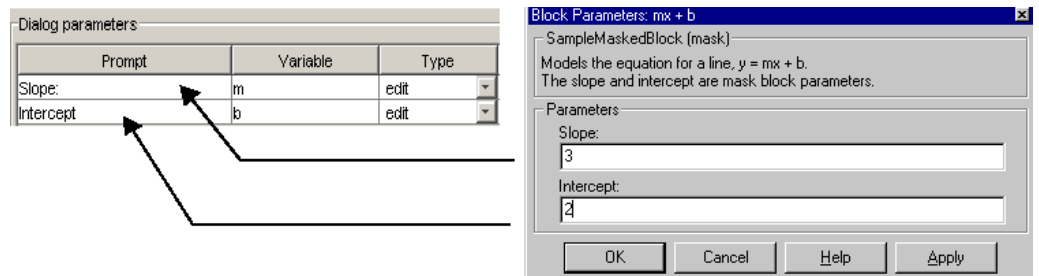 Dialog parameters
Prompt Variable Type
Slope: m edit
Intercept b edit
Block Parameters: mx + b
SampleMaskedBlock (mask)
Models the equation for a line, y = mx + b.
The slope and intercept are mask block parameters.
Parameters
Slope:
3
Intercept:
2
OK Cancel Help Apply